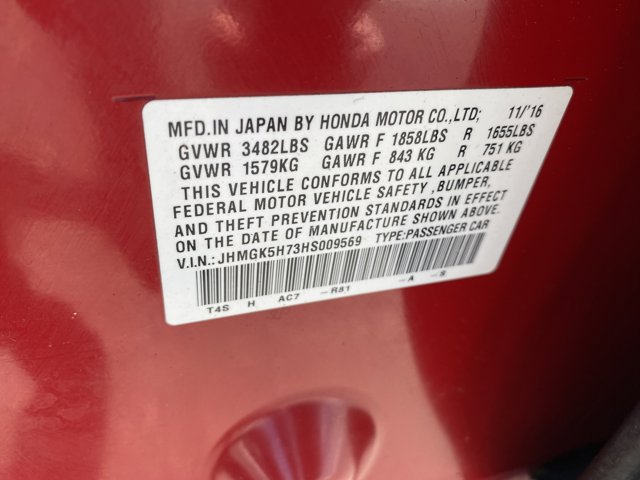 MFD.IN JAPAN BY HONDA MOTOR CO.,LTD; 11/'16
GVWR 3482LBS GAWR F 1858LBS R 1655LBS
GVWR 1579KG GAWR F 843 KG R 751 KG
THIS VEHICLE CONFORMS TO ALL APPLICABLE
FEDERAL MOTOR VEHICLE SAFETY ,BUMPER,
AND THEFT PREVENTION STANDARDS IN EFFECT
ON THE DATE OF MANUFACTURE SHOWN ABOVE.
V.I.N.:JHMGK5H73HS009569 TYPE:PASSENGER CAR
T4S H AC7 -R81 A -S